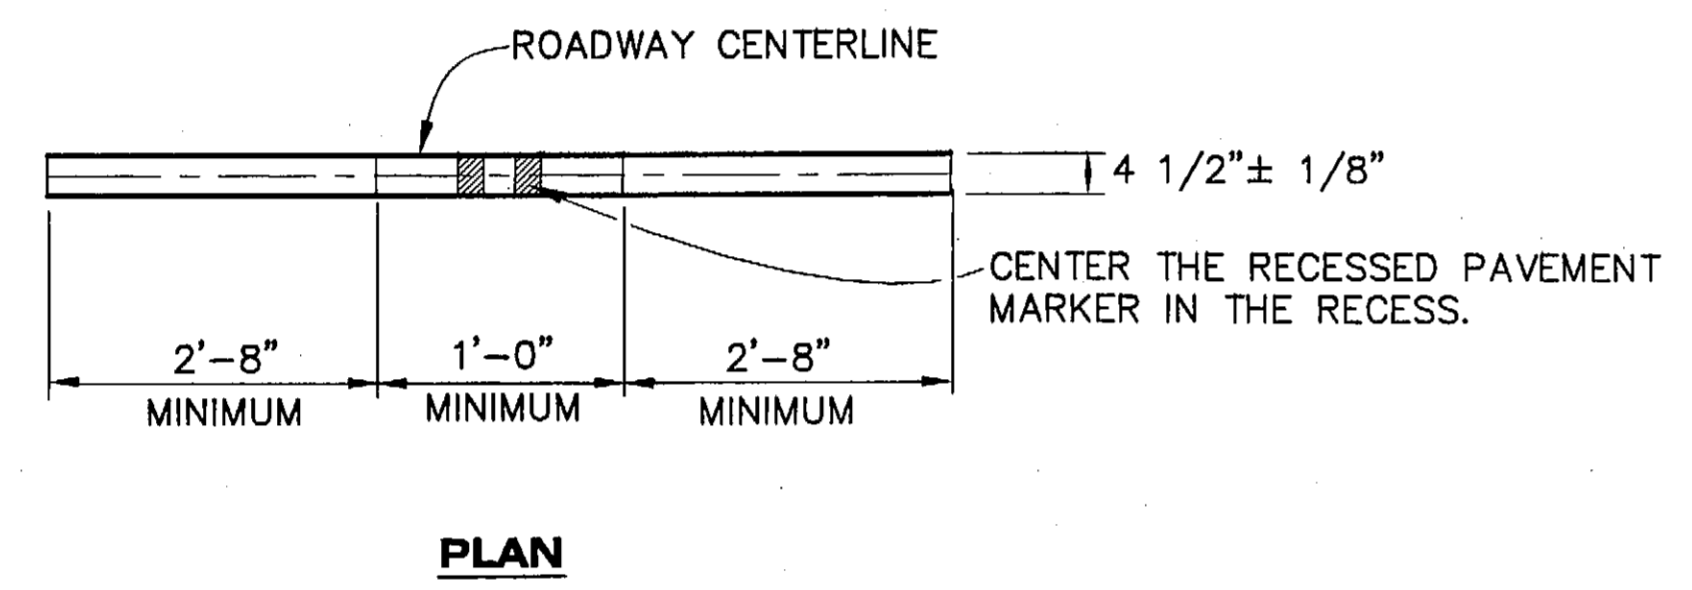 ROADWAY CENTERLINE
4 1/2"± 1/8"
CENTER THE RECESSED PAVEMENT
MARKER IN THE RECESS.
2'-8"
MINIMUM
1'-0"
MINIMUM
2'-8"
MINIMUM
PLAN